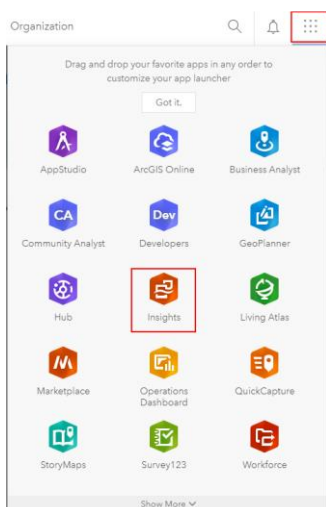 Organization
Drag and drop your favorite apps in any order to
customize your app launcher
Got it.
AppStudio
ArcGIS Online
Business Analyst
CA
Dev
Community Analyst
Developers
GeoPlanner
Hub
Insights
Living Atlas
Marketplace
Operations
Dashboard
QuickCapture
StoryMaps
Survey123
Workforce
Show More